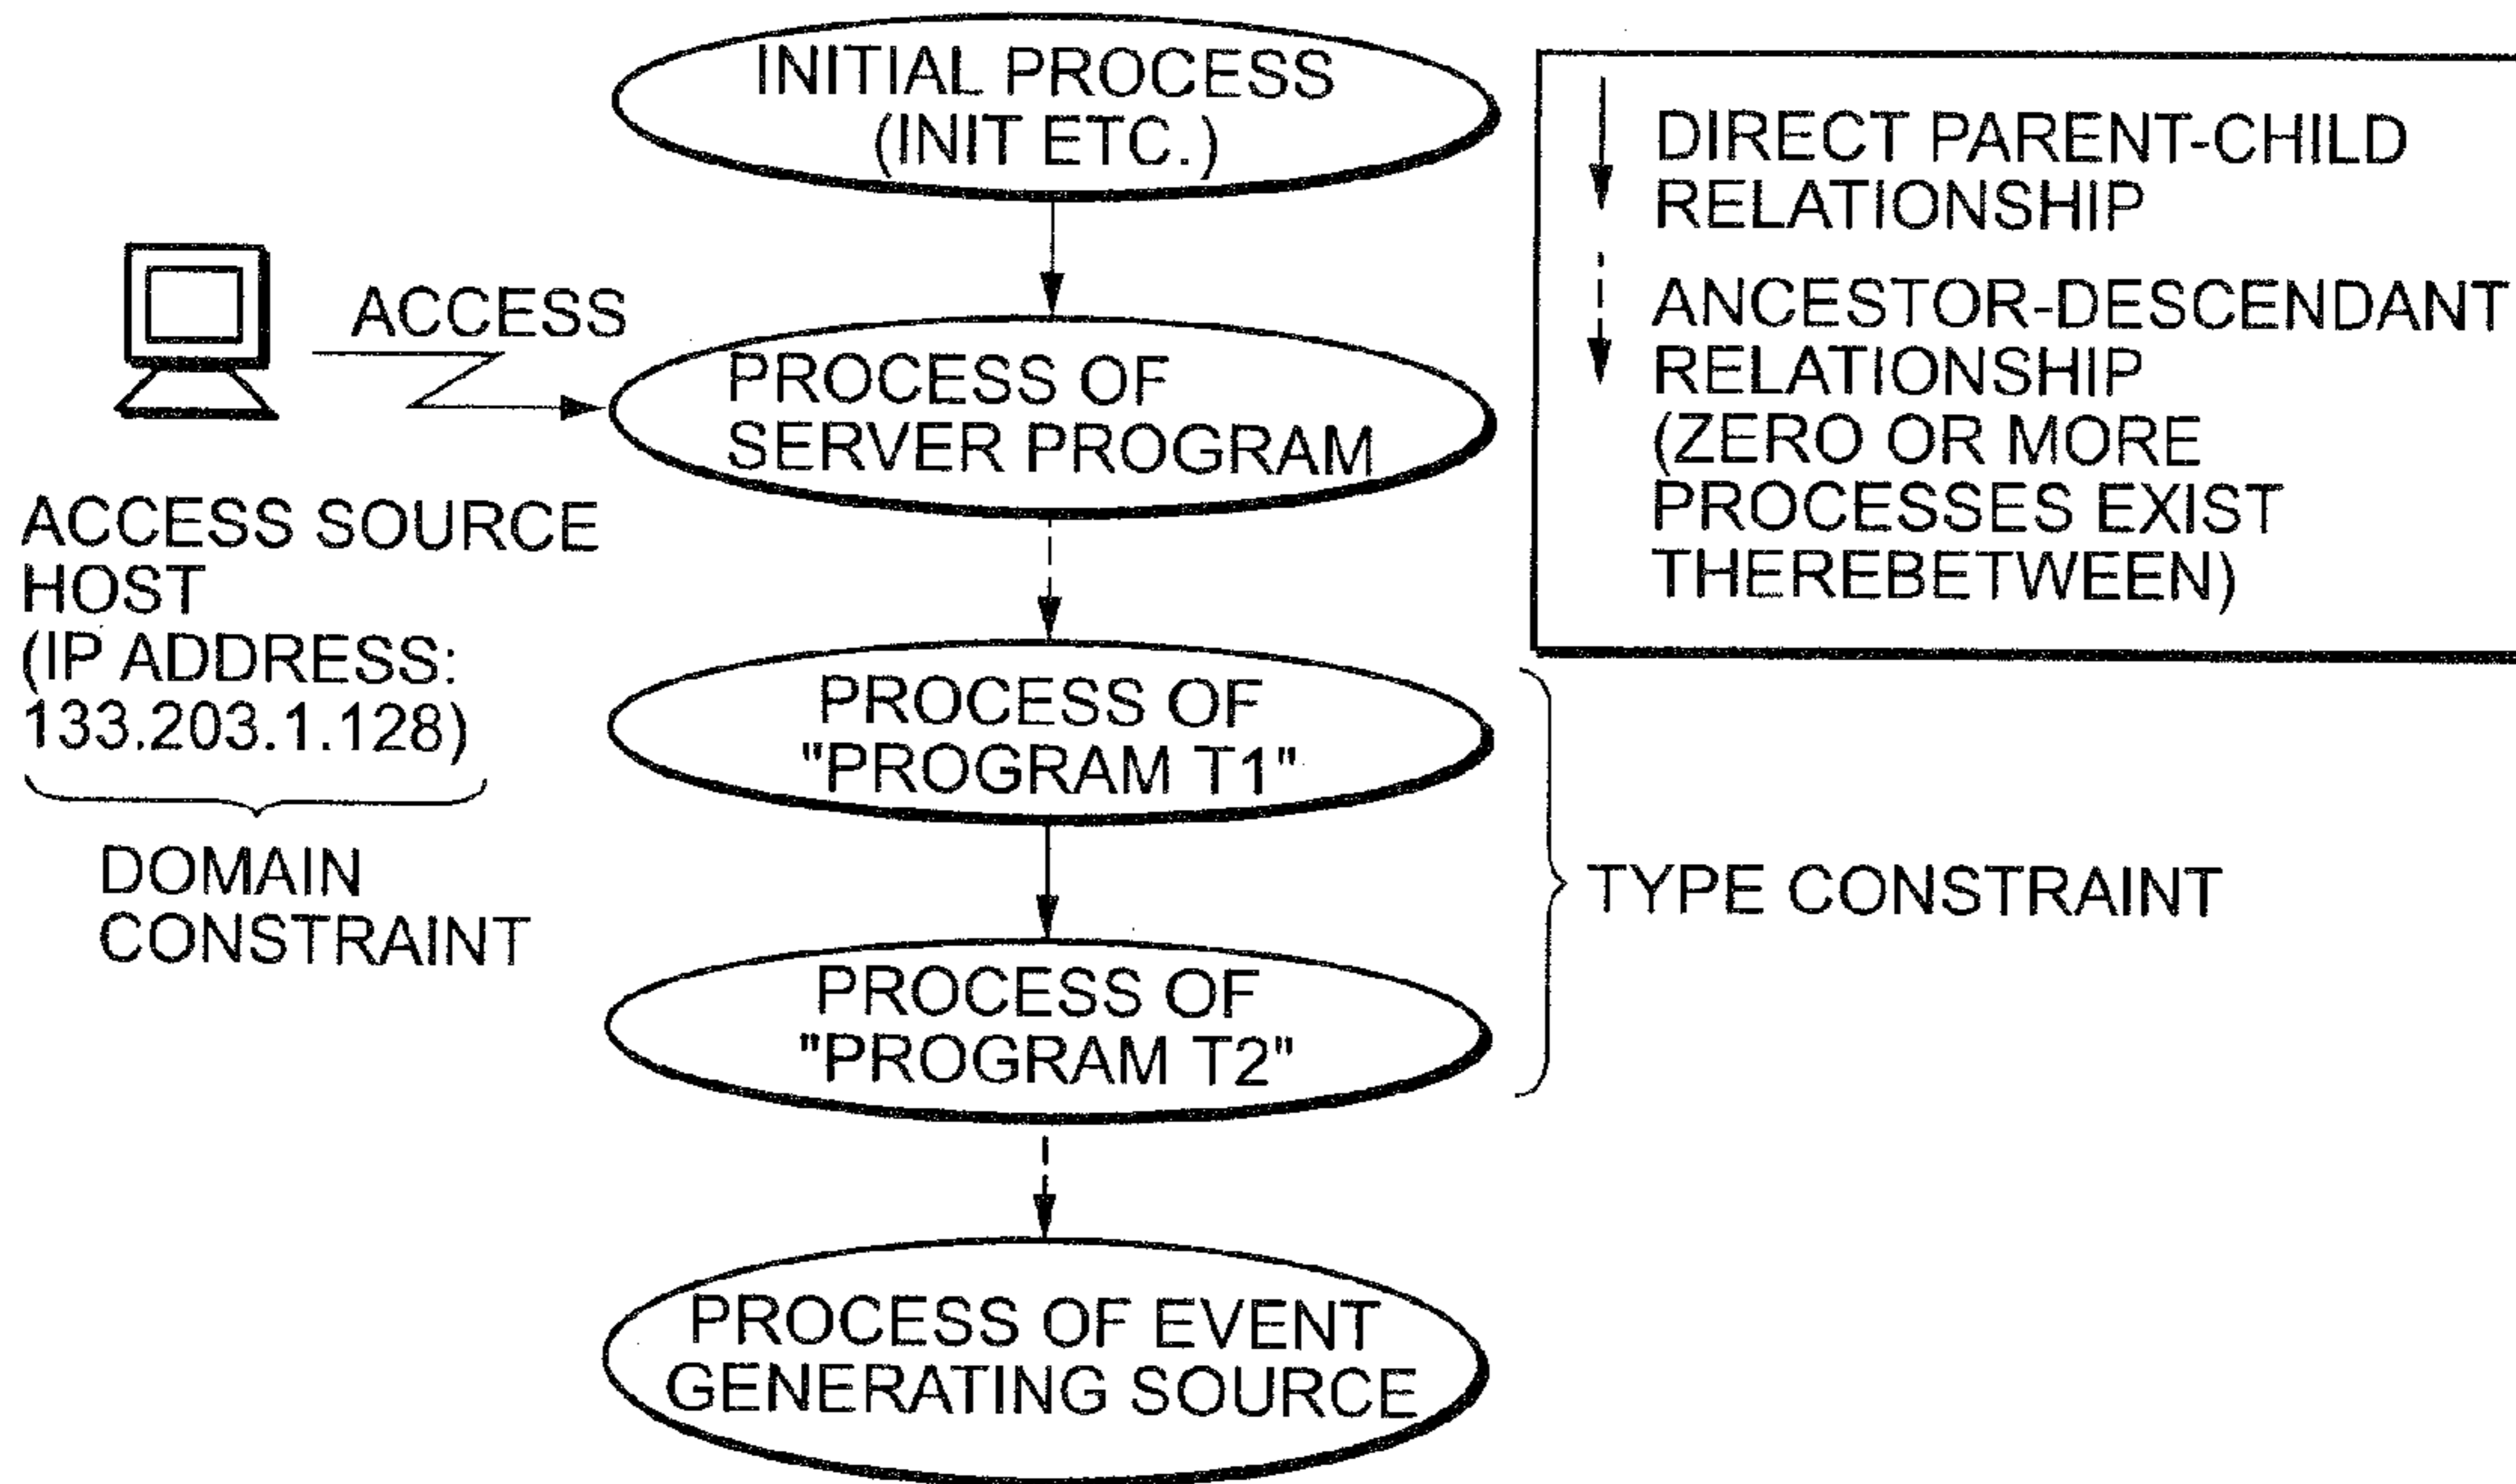 INITIAL PROCESS
(INIT ETC.)
DIRECT PARENT-CHILD
RELATIONSHIP
ANCESTOR-DESCENDANT
RELATIONSHIP
(ZERO OR MORE
PROCESSES EXIST
THEREBETWEEN)
ACCESS
PROCESS OF
SERVER PROGRAM
ACCESS SOURCE
HOST
(IP ADDRESS:
133.203.1.128)
DOMAIN
CONSTRAINT
PROCESS OF
"PROGRAM T1"
TYPE CONSTRAINT
PROCESS OF
"PROGRAM T2"
PROCESS OF EVENT
GENERATING SOURCE